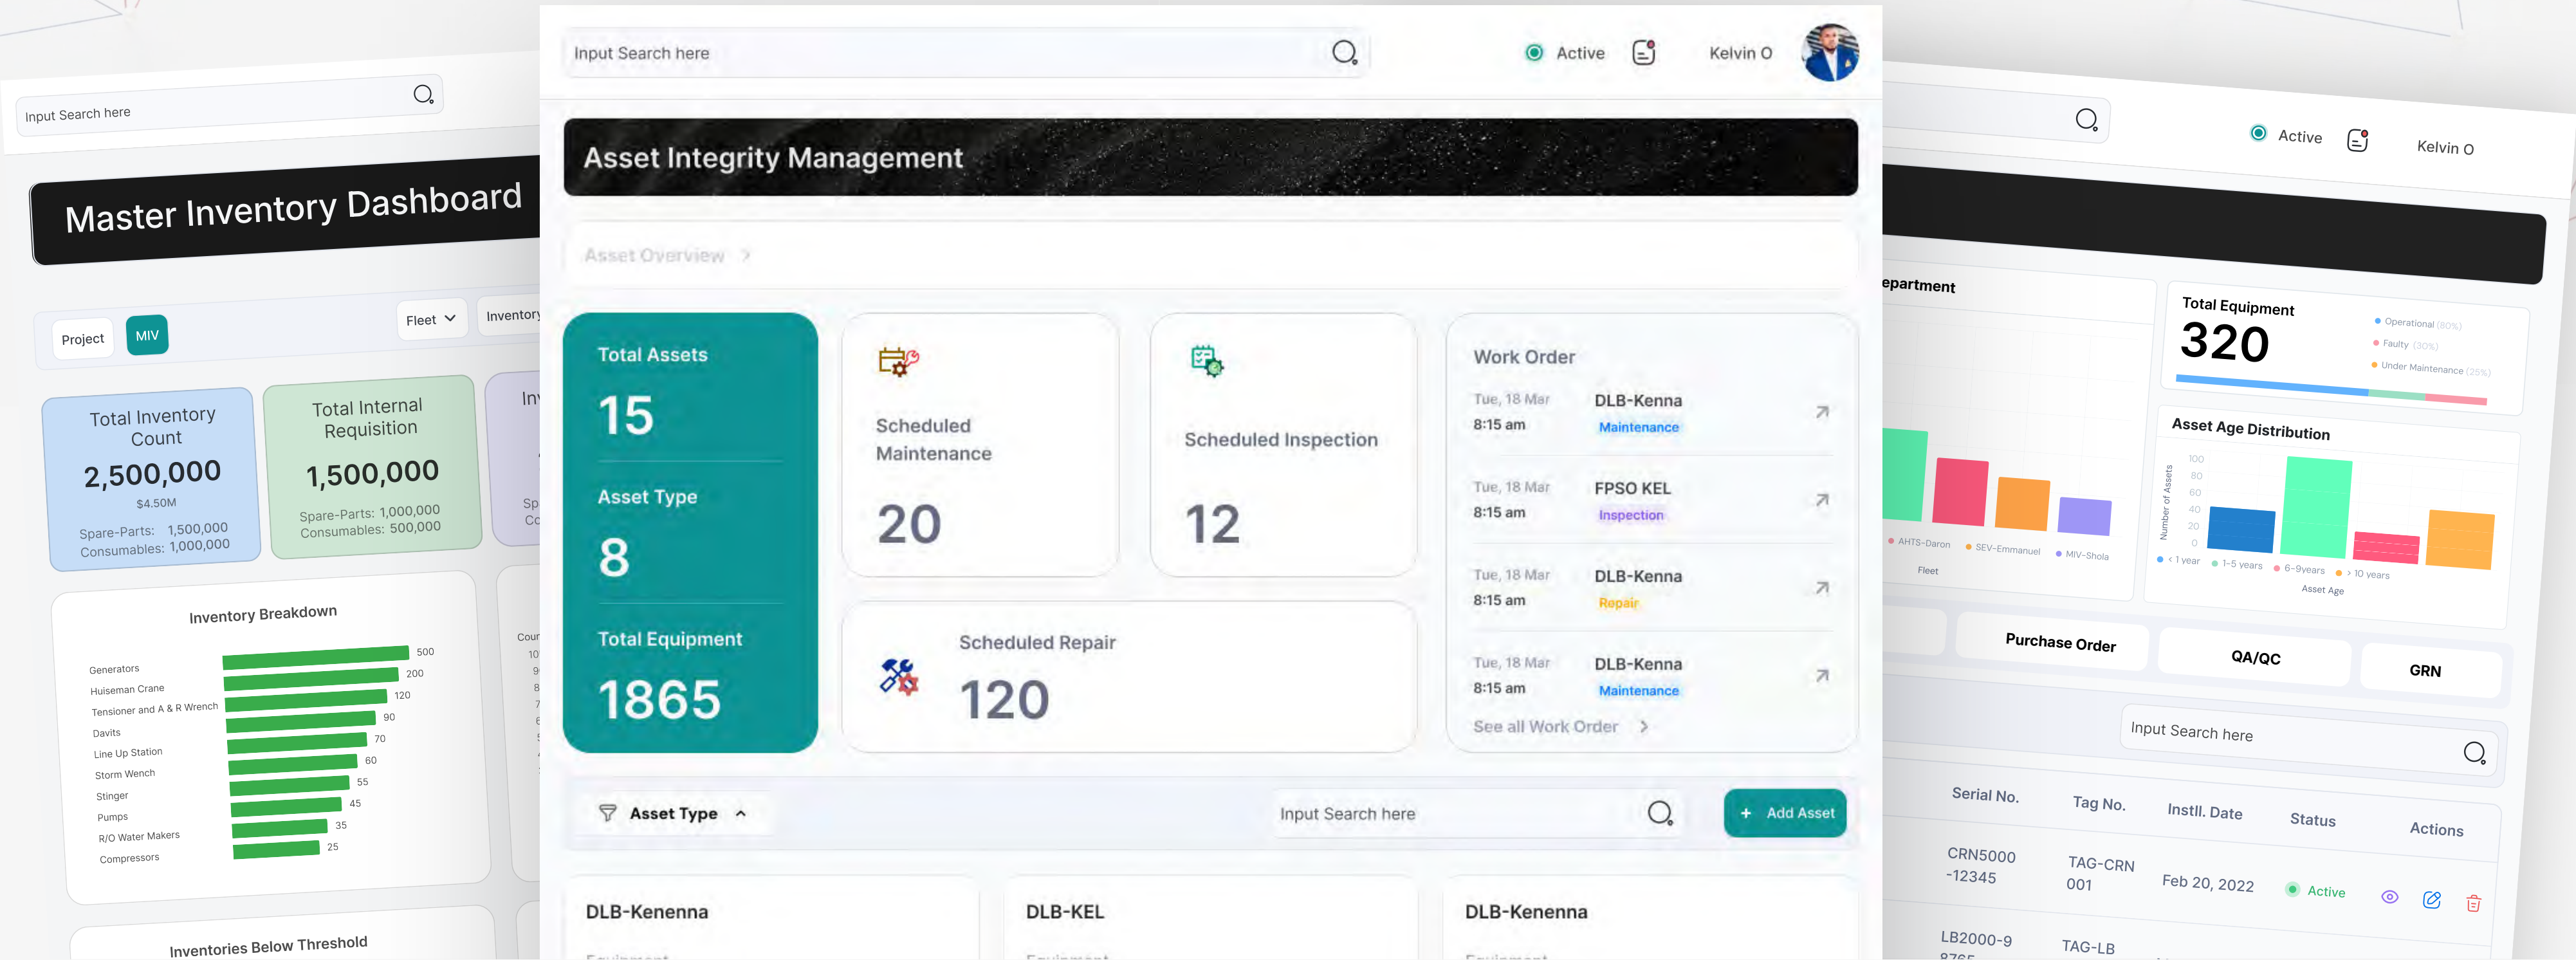 Input Search here
Master Inventory Dashboard
Project
MIV
Fleet
Inventory
Total Inventory
Count
2,500,000
$4.50M
Spare-Parts: 1,500,000
Consumables: 1,000,000
Total Internal
Requisition
1,500,000
Spare-Parts: 1,000,000
Consumables: 500,000
Inventory Breakdown
Generators 500
Huiseman Crane 200
Tensioner and A & R Wrench 120
Davits 90
Line Up Station 70
Storm Wench 60
Stinger 55
Pumps 45
R/O Water Makers 35
Compressors 25
Inventories Below Threshold
Input Search here
Active
Kelvin O
Asset Integrity Management
Asset Overview >
Total Assets
15
Asset Type
8
Total Equipment
1865
Scheduled
Maintenance
20
Scheduled Inspection
12
Scheduled Repair
120
Work Order
Tue, 18 Mar DLB-Kenna
8:15 am Maintenance
Tue, 18 Mar FPSO KEL
8:15 am Inspection
Tue, 18 Mar DLB-Kenna
8:15 am Repair
Tue, 18 Mar DLB-Kenna
8:15 am Maintenance
See all Work Order >
Asset Type
Input Search here
+ Add Asset
DLB-Kenenna
DLB-KEL
DLB-Kenenna
Equipment
Equipment
Equipment
Active
Kelvin O
epartment
AHTS-Daron
SEV-Emmanuel
MIV-Shola
Fleet
Total Equipment
320
Operational (80%)
Faulty (30%)
Under Maintenance (25%)
Asset Age Distribution
Number of Assets
100
80
60
40
20
0
< 1 year
1-5 years
6-9years
> 10 years
Asset Age
Purchase Order
QA/QC
GRN
Input Search here
Serial No.
Tag No.
Instll. Date
Status
Actions
CRN5000
-12345
TAG-CRN
001
Feb 20, 2022
Active
LB2000-9
8765
TAG-LB